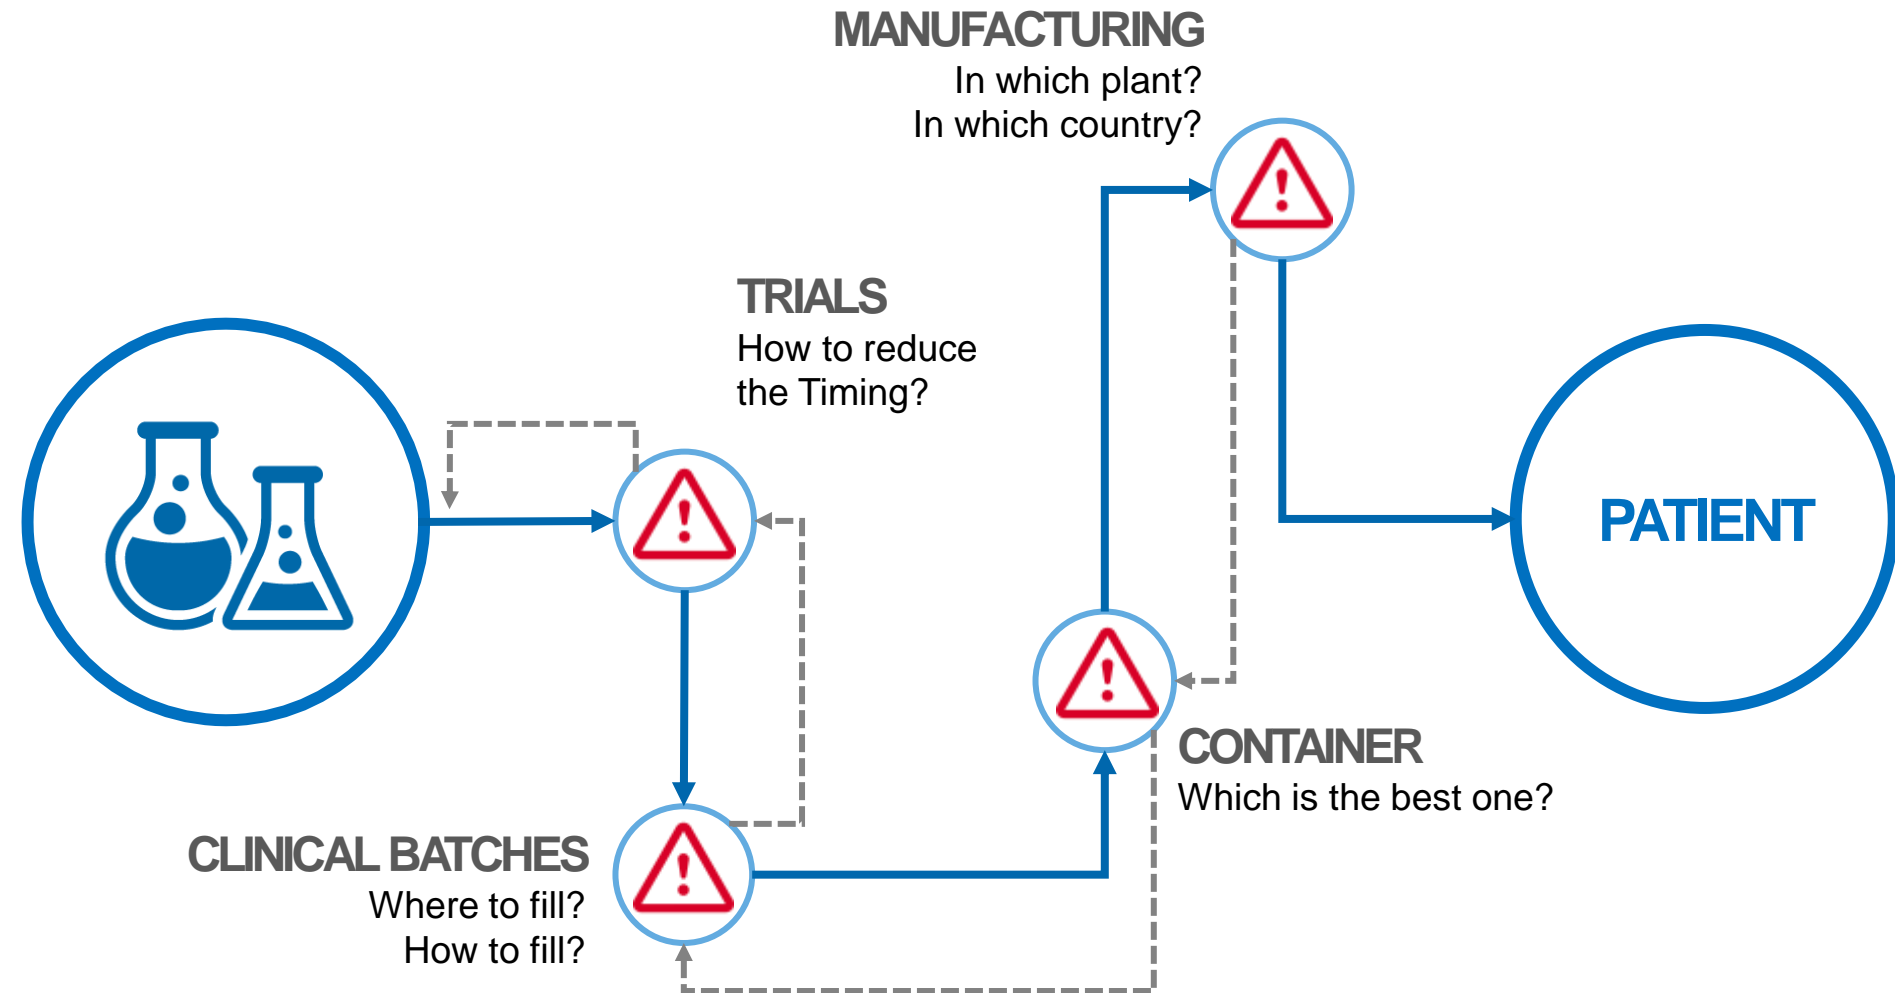 MANUFACTURING
In which plant?
In which country?
TRIALS
How to reduce
the Timing?
PATIENT
CONTAINER
Which is the best one?
CLINICAL BATCHES
Where to fill?
How to fill?